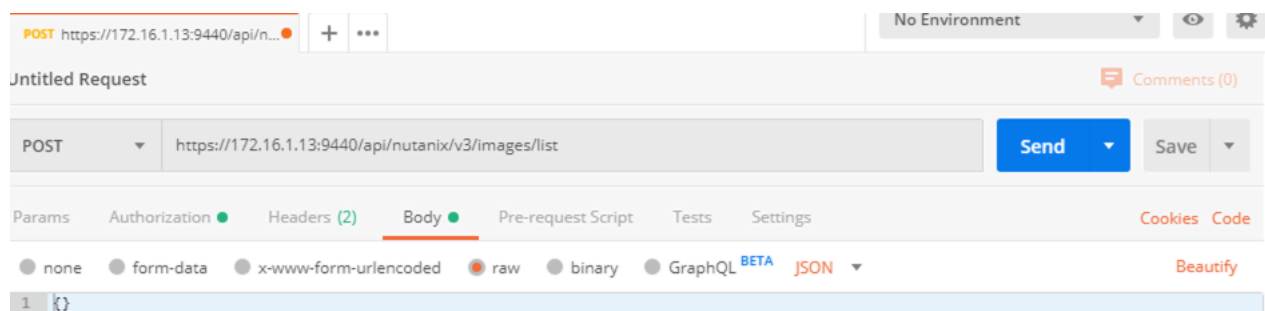 POST https://172.16.1.13:9440/api/n... + ••• No Environment
Untitled Request Comments (0)
POST https://172.16.1.13:9440/api/nutanix/v3/images/list Send Save
Params Authorization Headers (2) Body Pre-request Script Tests Settings Cookies Code
none form-data x-www-form-urlencoded raw binary GraphQL BETA JSON Beautify
1 {}